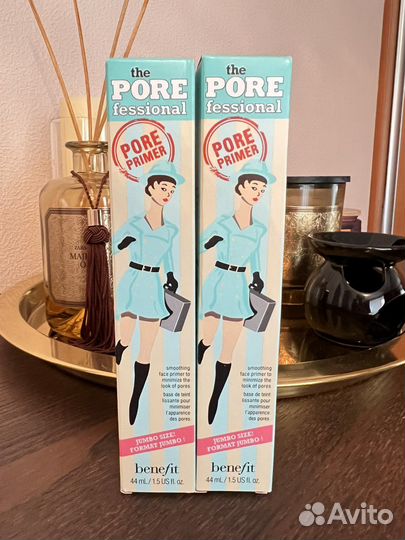 the
PORE
fessional
PORE
PRIMER
smoothing
face primer to
minimize the
look of pores
base de teint
lissante pour
minimiser
l'apparence
des pores
JUMBO SIZE!
FORMAT JUMBO !
benefit
44 mL / 1.5 US fl. oz.
the
PORE
fessional
PORE
PRIMER
smoothing
face primer to
minimize the
look of pores
base de teint
lissante pour
minimiser
l'apparence
des pores
JUMBO SIZE!
FORMAT JUMBO !
benefit
44 mL / 1.5 US fl. oz.
Avito